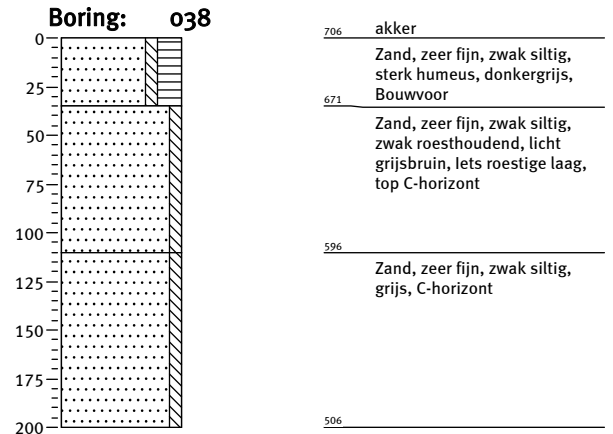 Boring: 038
0
25
50
75
100
125
150
175
200
706 akker
Zand, zeer fijn, zwak siltig,
sterk humeus, donkergrijs,
Bouwvoor
671
Zand, zeer fijn, zwak siltig,
zwak roesthoudend, licht
grijsbruin, Iets roestige laag,
top C-horizont
596
Zand, zeer fijn, zwak siltig,
grijs, C-horizont
506